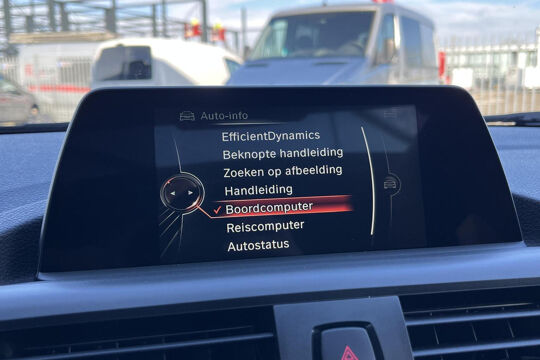 Auto-info
EfficientDynamics
Beknopte handleiding
Zoeken op afbeelding
Handleiding
Boordcomputer
Reiscomputer
Autostatus